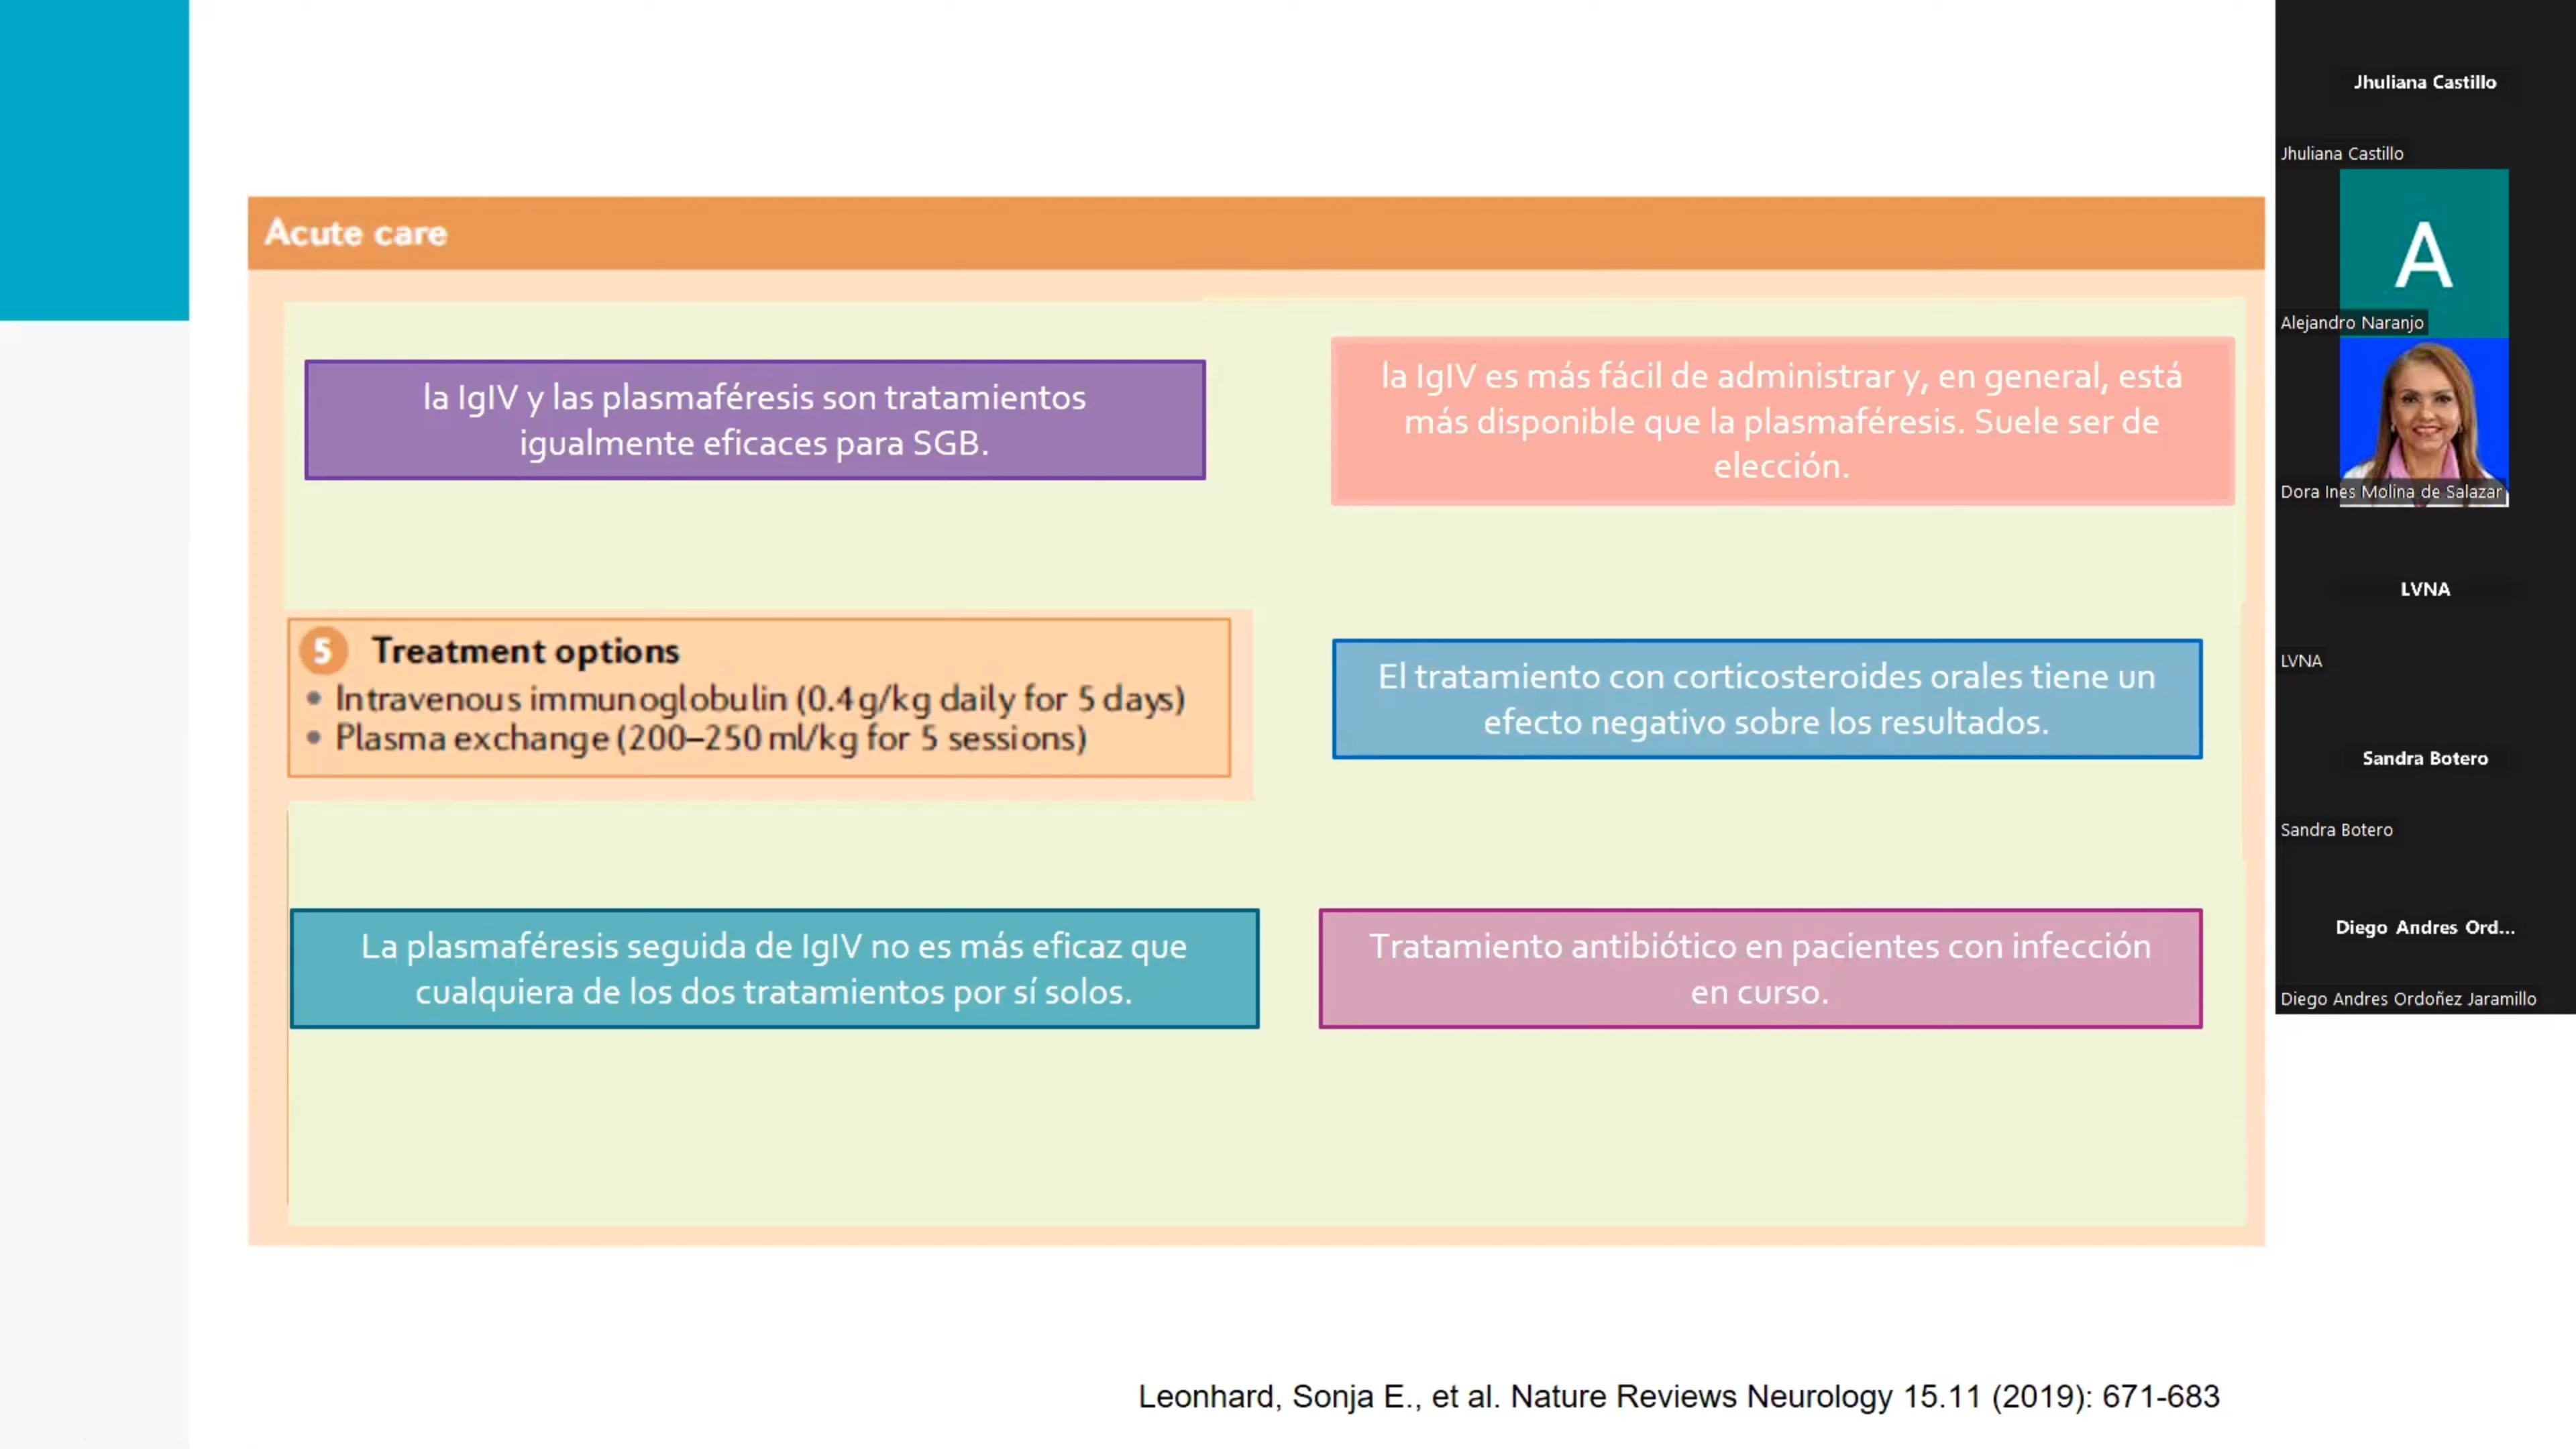 Acute care
la IgIV y las plasmaféresis son tratamientos
igualmente eficaces para SGB.
la IgIV es más fácil de administrar y, en general, está
más disponible que la plasmaféresis. Suele ser de
elección.
5 Treatment options
• Intravenous immunoglobulin (0.4 g/kg daily for 5 days)
• Plasma exchange (200–250 ml/kg for 5 sessions)
El tratamiento con corticosteroides orales tiene un
efecto negativo sobre los resultados.
La plasmaféresis seguida de IgIV no es más eficaz que
cualquiera de los dos tratamientos por sí solos.
Tratamiento antibiótico en pacientes con infección
en curso.
Leonhard, Sonja E., et al. Nature Reviews Neurology 15.11 (2019): 671-683
Jhuliana Castillo
Jhuliana Castillo
A
Alejandro Naranjo
Dora Ines Molina de Salazar
LVNA
LVNA
Sandra Botero
Sandra Botero
Diego Andres Ord...
Diego Andres Ordoñez Jaramillo